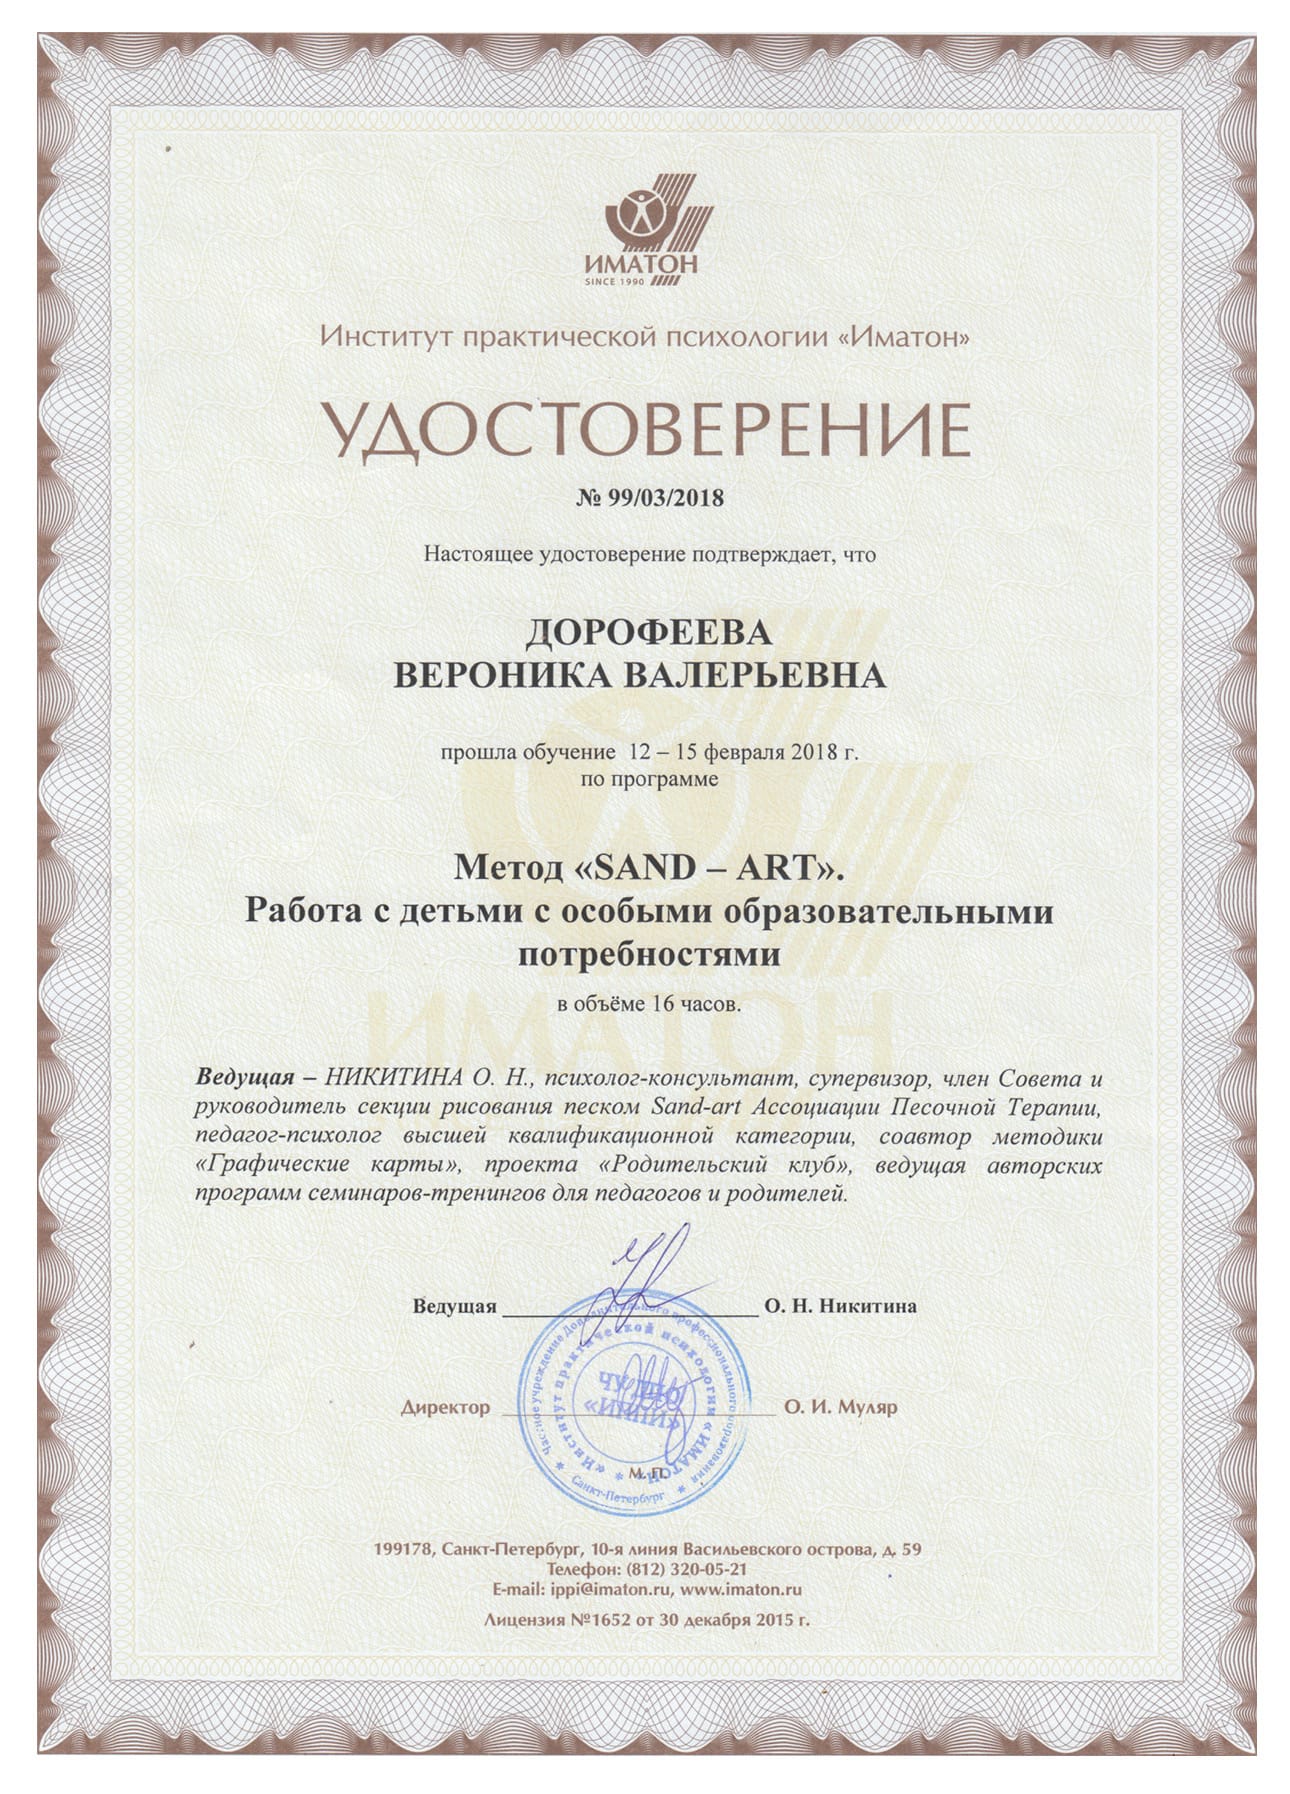 ИМАТОН
SINCE 1990
Институт практической психологии «Иматон»
УДОСТОВЕРЕНИЕ
№ 99/03/2018
Настоящее удостоверение подтверждает, что
ДОРОФЕЕВА
ВЕРОНИКА ВАЛЕРЬЕВНА
прошла обучение 12 – 15 февраля 2018 г.
по программе
Метод «SAND – ART».
Работа с детьми с особыми образовательными
потребностями
в объёме 16 часов.
ИМАТОН
Ведущая – НИКИТИНА О. Н., психолог-консультант, супервизор, член Совета и
руководитель секции рисования песком Sand-art Ассоциации Песочной Терапии,
педагог-психолог высшей квалификационной категории, соавтор методики
«Графические карты», проекта «Родительский клуб», ведущая авторских
программ семинаров-тренингов для педагогов и родителей.
Ведущая О. Н. Никитина
Директор О. И. Муляр
Частное учреждение Дополнительного профессионального образования
«Институт практической психологии «ИМАТОН»
ЧУ ДПО
«ИППИ»
Санкт-Петербург
М. П.
199178, Санкт-Петербург, 10-я линия Васильевского острова, д. 59
Телефон: (812) 320-05-21
E-mail: ippi@imaton.ru, www.imaton.ru
Лицензия №1652 от 30 декабря 2015 г.